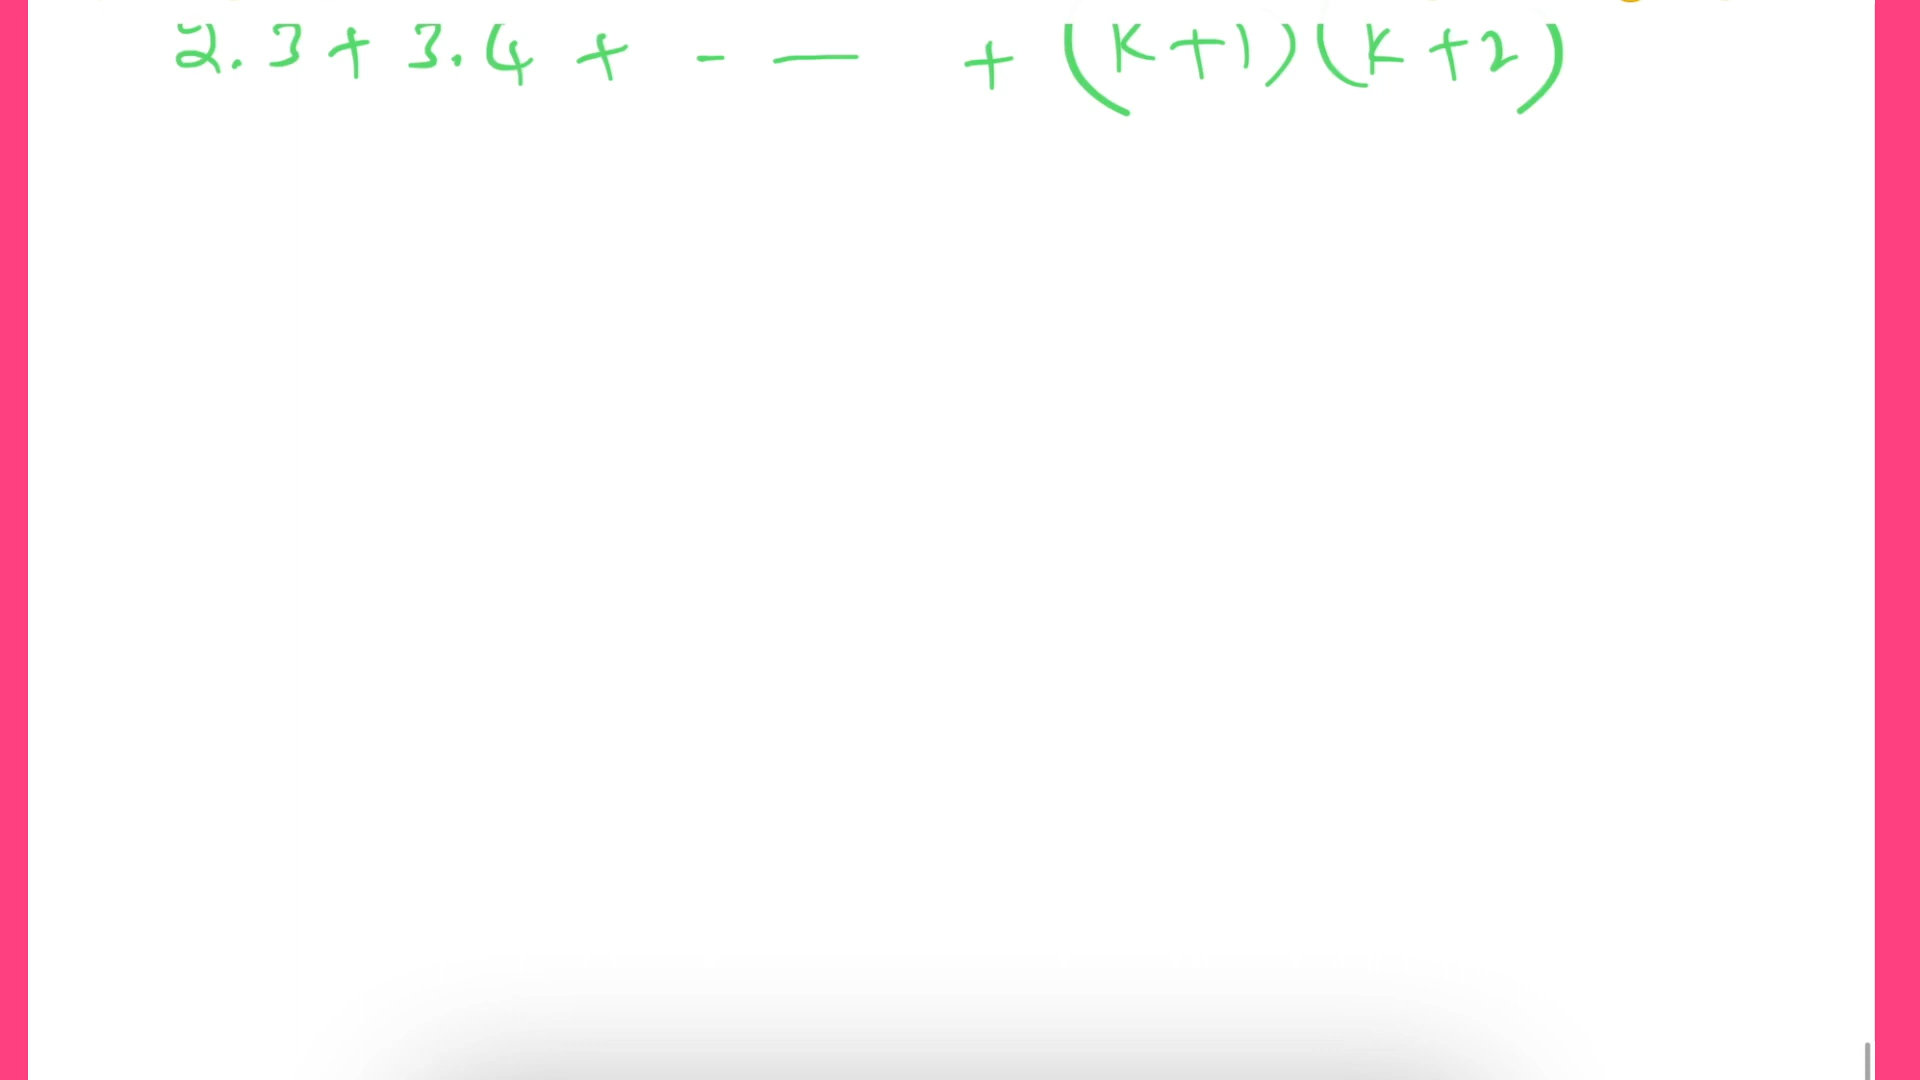 2.3 + 3.4 + - — + (K+1)(K+2)